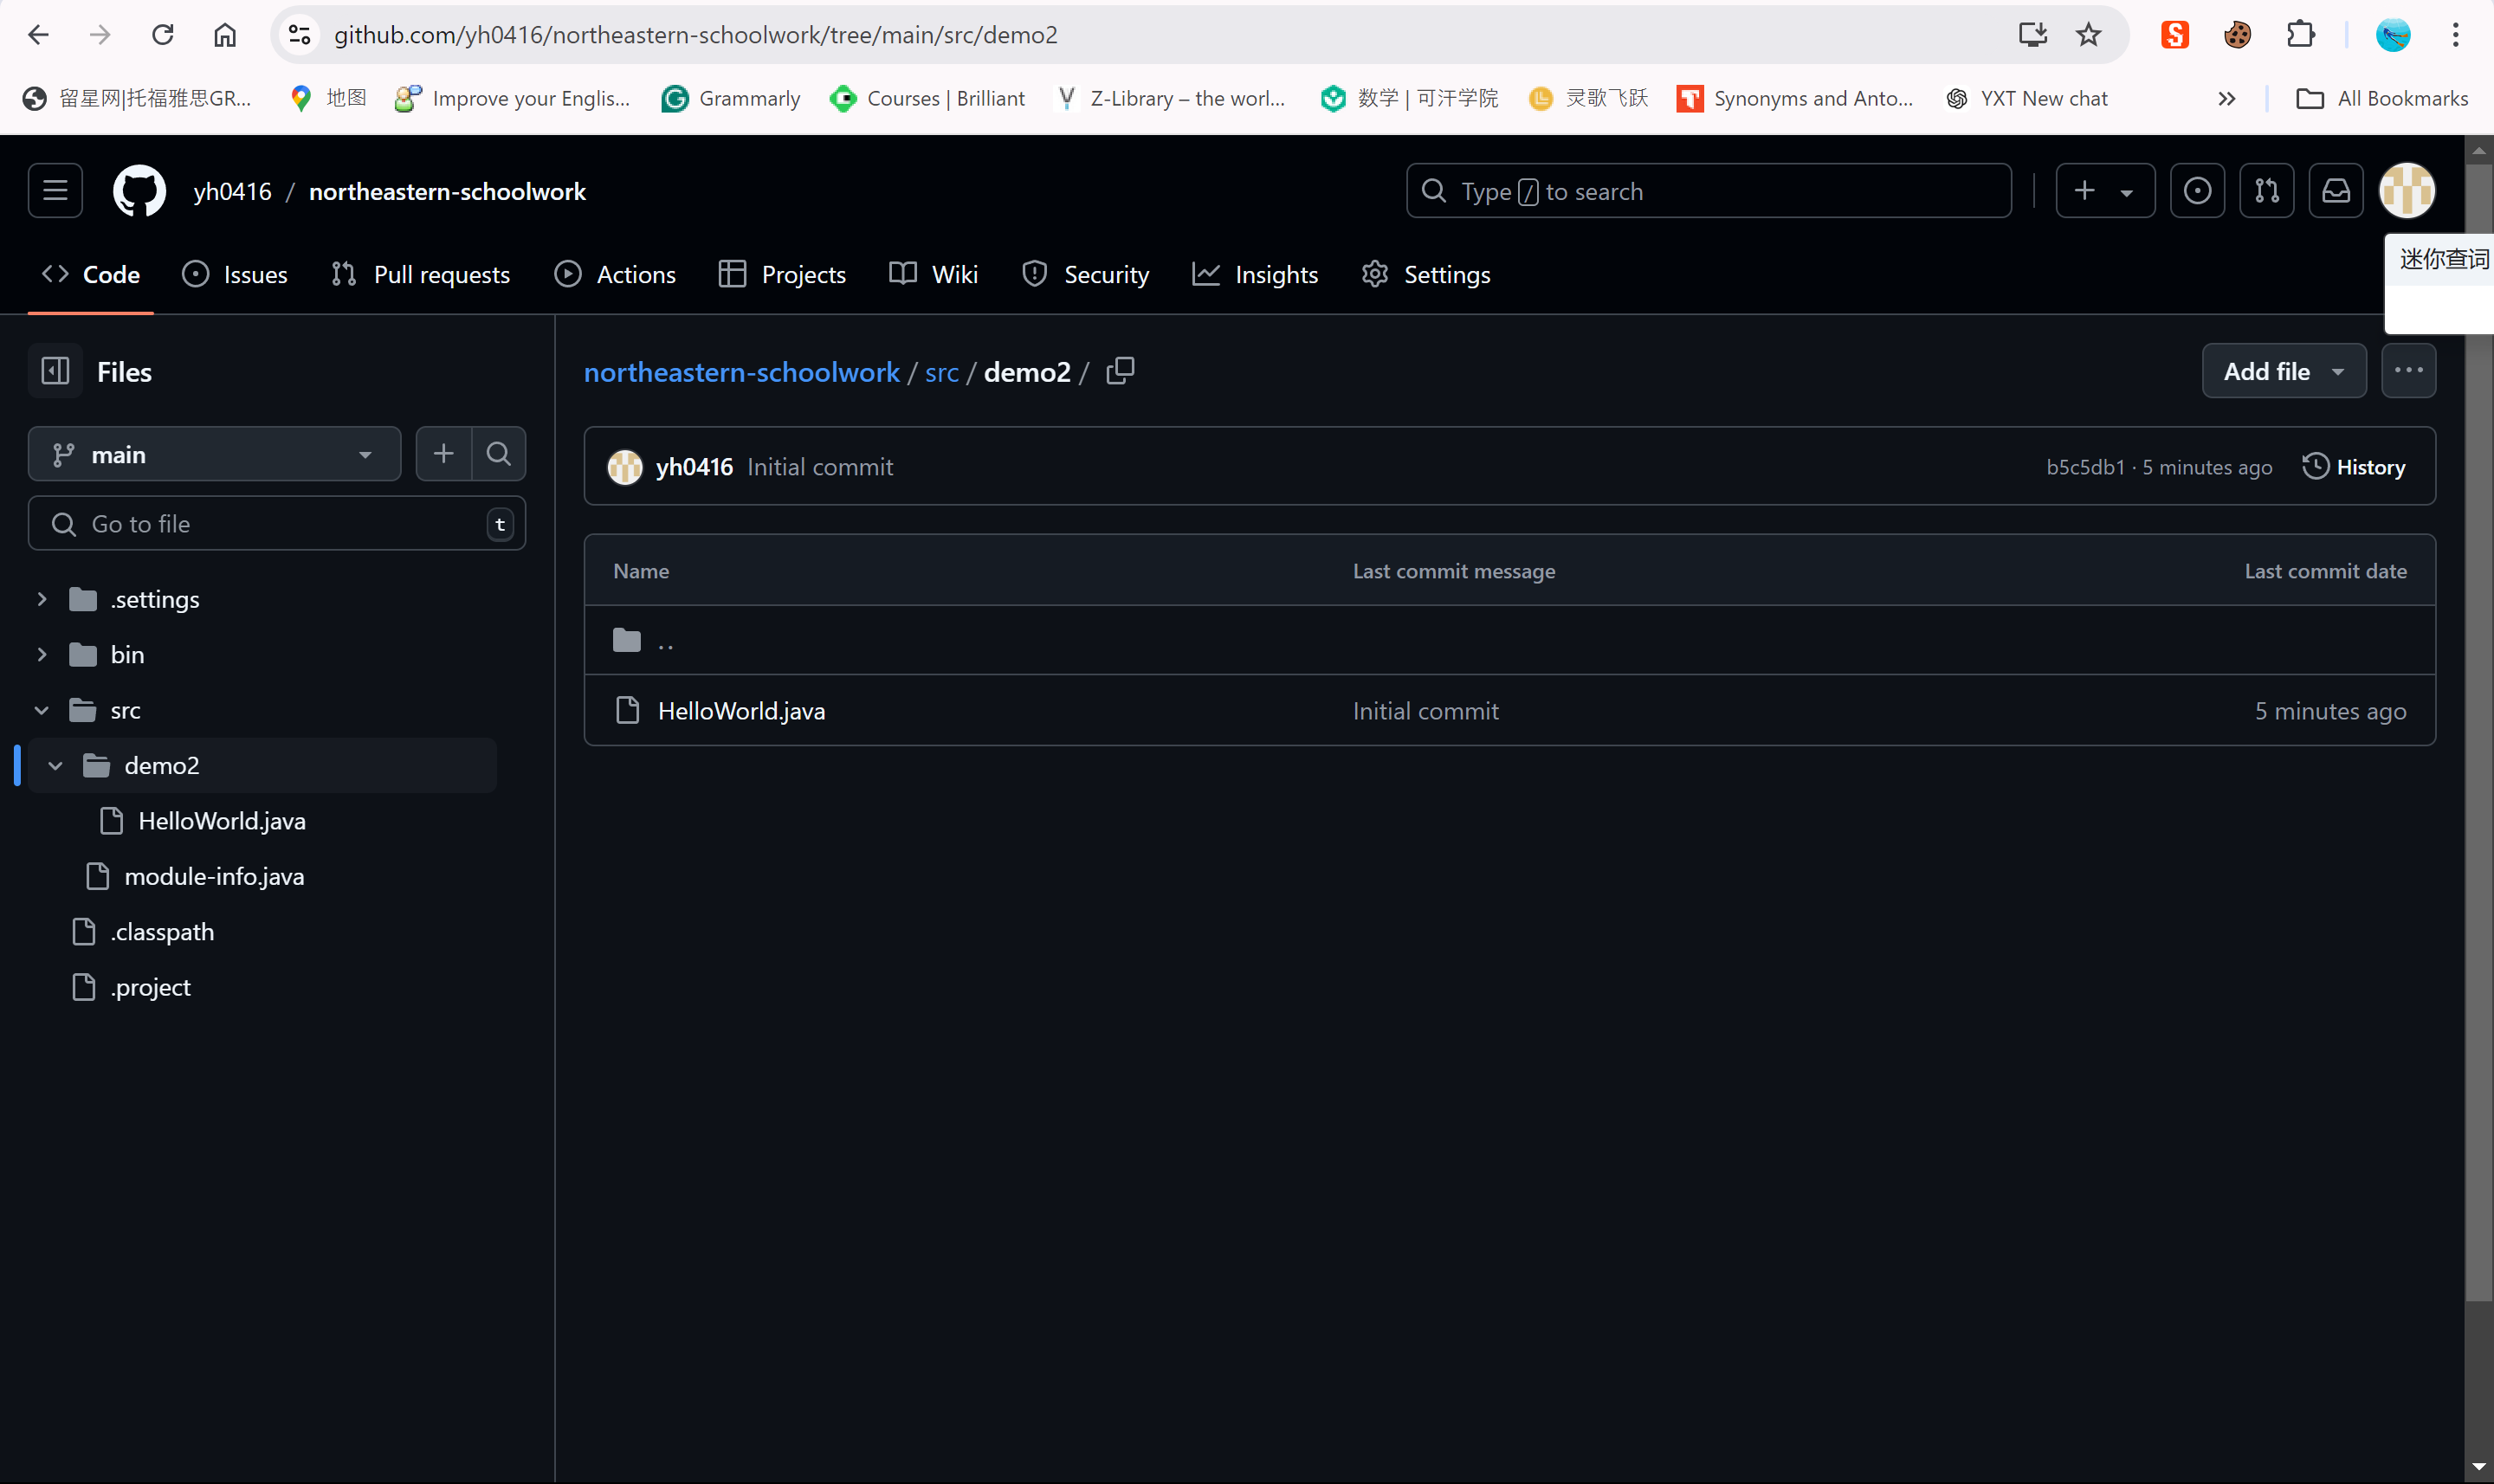 github.com/yh0416/northeastern-schoolwork/tree/main/src/demo2
留星网|托福雅思GR... 地图 Improve your Englis... Grammarly Courses | Brilliant Z-Library – the worl... 数学 | 可汗学院 灵歌飞跃 Synonyms and Anto... YXT New chat » All Bookmarks
yh0416 / northeastern-schoolwork Type / to search
迷你查词
Code Issues Pull requests Actions Projects Wiki Security Insights Settings
Files
northeastern-schoolwork / src / demo2 / Add file
main
yh0416 Initial commit b5c5db1 · 5 minutes ago History
Go to file t
Name Last commit message Last commit date
.settings
..
bin
src
HelloWorld.java Initial commit 5 minutes ago
demo2
HelloWorld.java
module-info.java
.classpath
.project